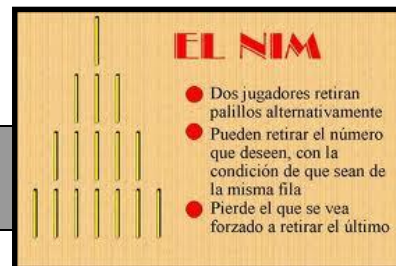 EL NIM
Dos jugadores retiran
palillos alternativamente
Pueden retirar el número
que deseen, con la
condición de que sean de
la misma fila
Pierde el que se vea
forzado a retirar el último